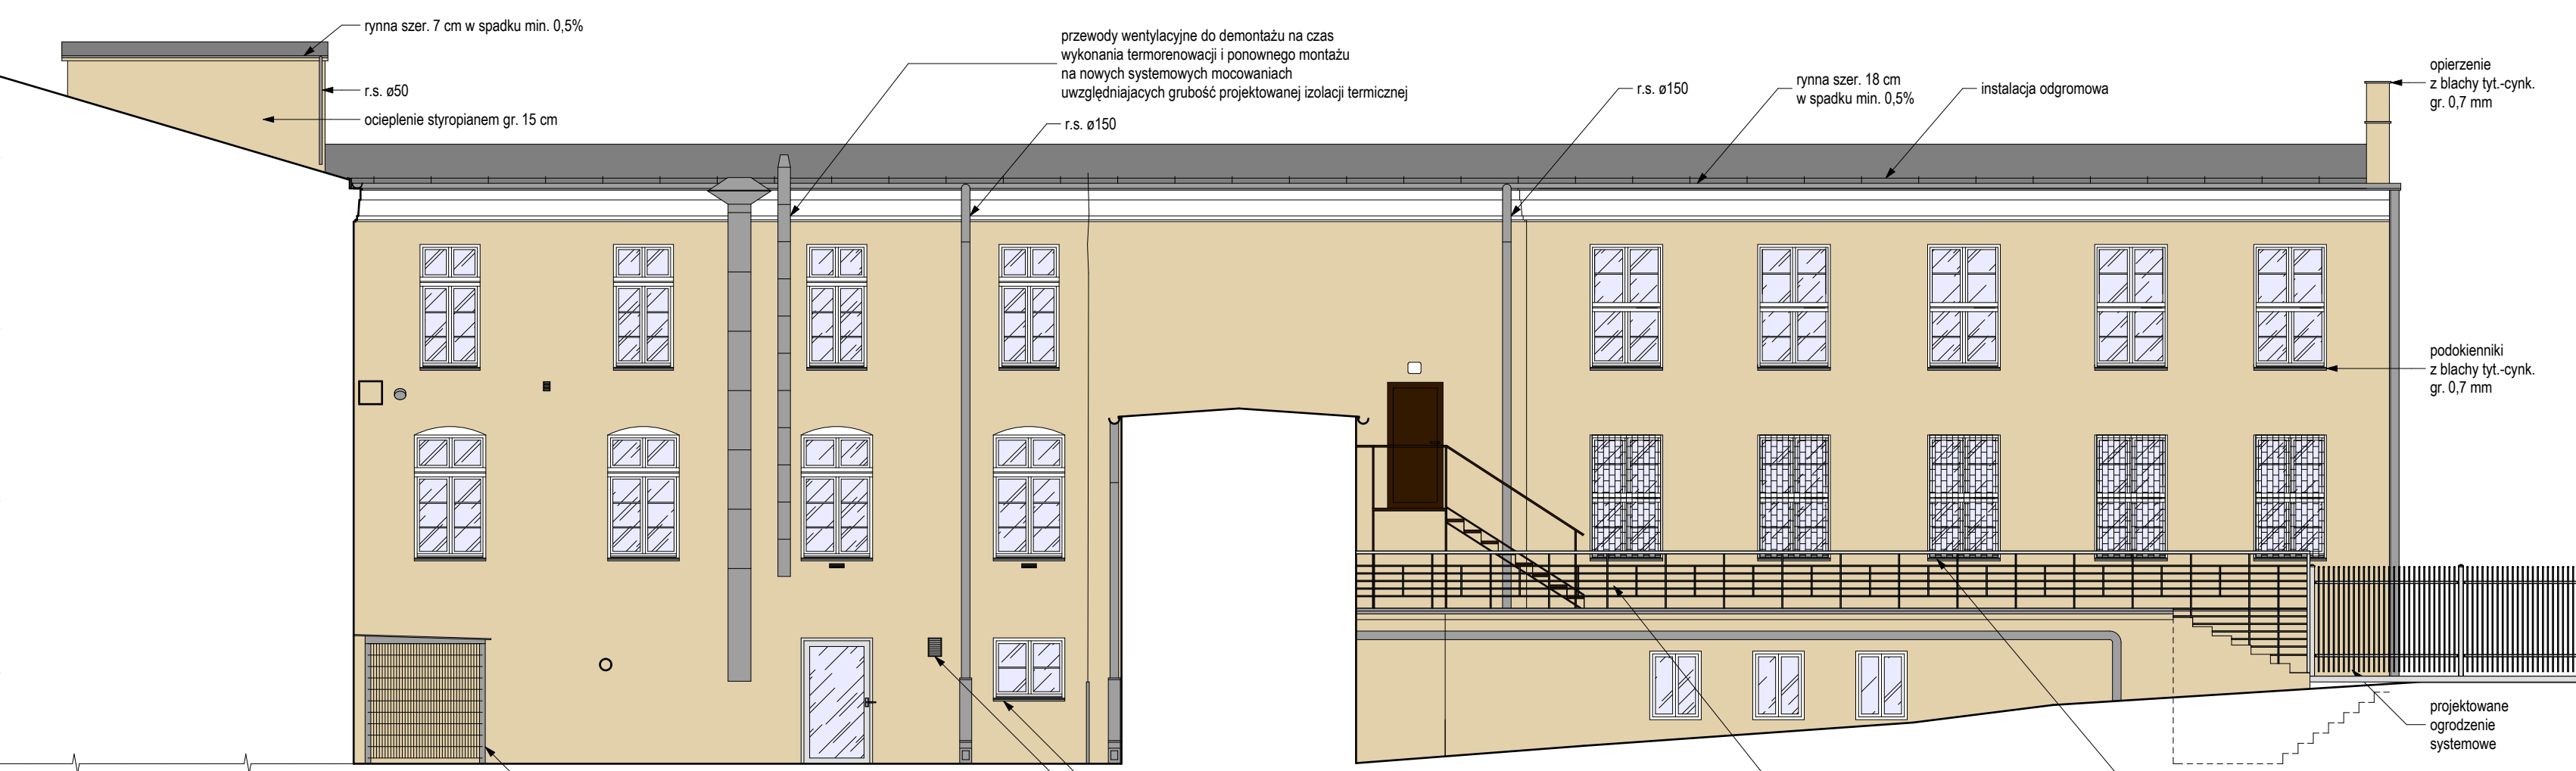 rynna szer. 7 cm w spadku min. 0,5%
r.s. ø50
ocieplenie styropianem gr. 15 cm
przewody wentylacyjne do demontażu na czas
wykonania termorenowacji i ponownego montażu
na nowych systemowych mocowaniach
uwzględniajacych grubość projektowanej izolacji termicznej
r.s. ø150
r.s. ø150
rynna szer. 18 cm
w spadku min. 0,5%
instalacja odgromowa
opierzenie
z blachy tyt.-cynk.
gr. 0,7 mm
podokienniki
z blachy tyt.-cynk.
gr. 0,7 mm
projektowane
ogrodzenie
systemowe